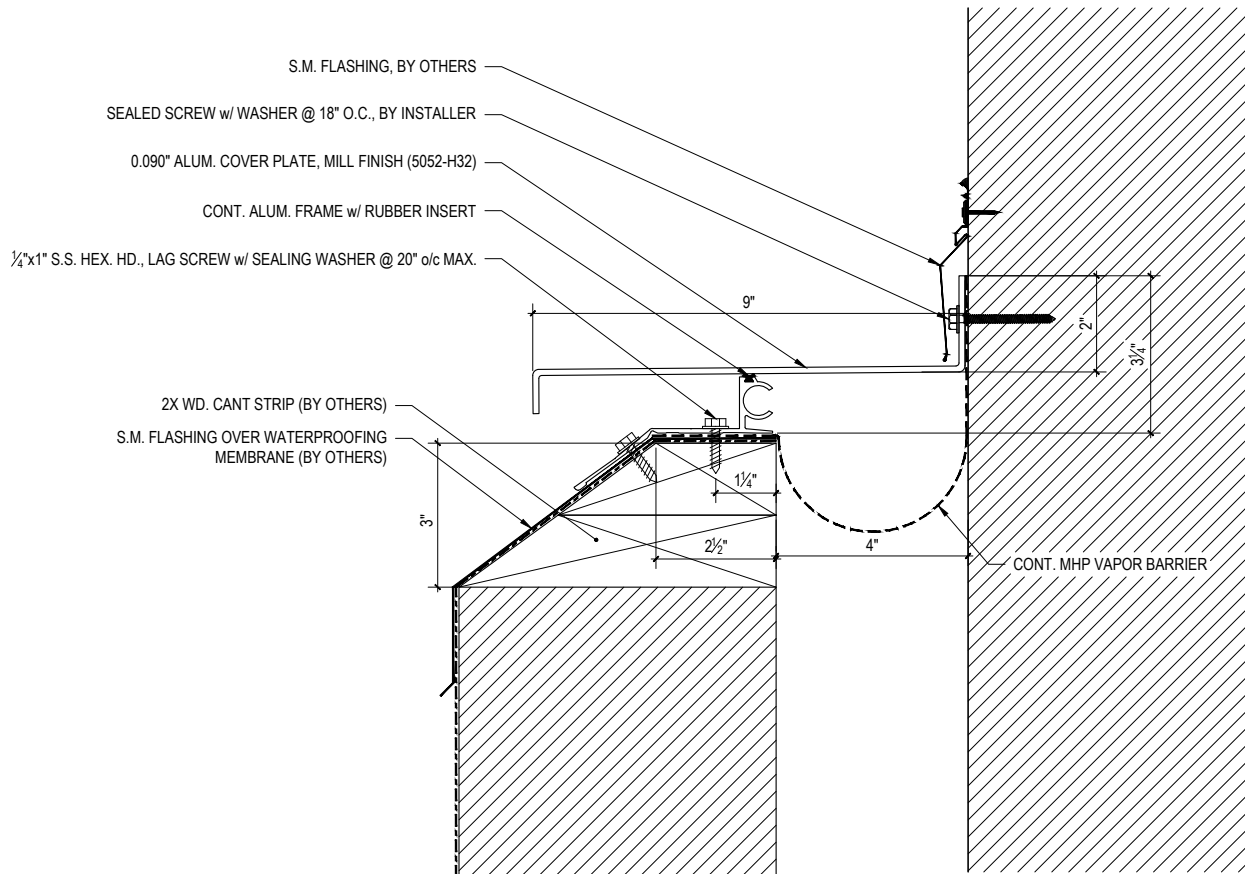 S.M. FLASHING, BY OTHERS
SEALED SCREW w/ WASHER @ 18" O.C., BY INSTALLER
0.090" ALUM. COVER PLATE, MILL FINISH (5052-H32)
CONT. ALUM. FRAME w/ RUBBER INSERT
¼"x1" S.S. HEX. HD., LAG SCREW w/ SEALING WASHER @ 20" o/c MAX.
9"
2"
3¼"
2X WD. CANT STRIP (BY OTHERS)
S.M. FLASHING OVER WATERPROOFING
MEMBRANE (BY OTHERS)
1¼"
3"
2½"
4"
CONT. MHP VAPOR BARRIER